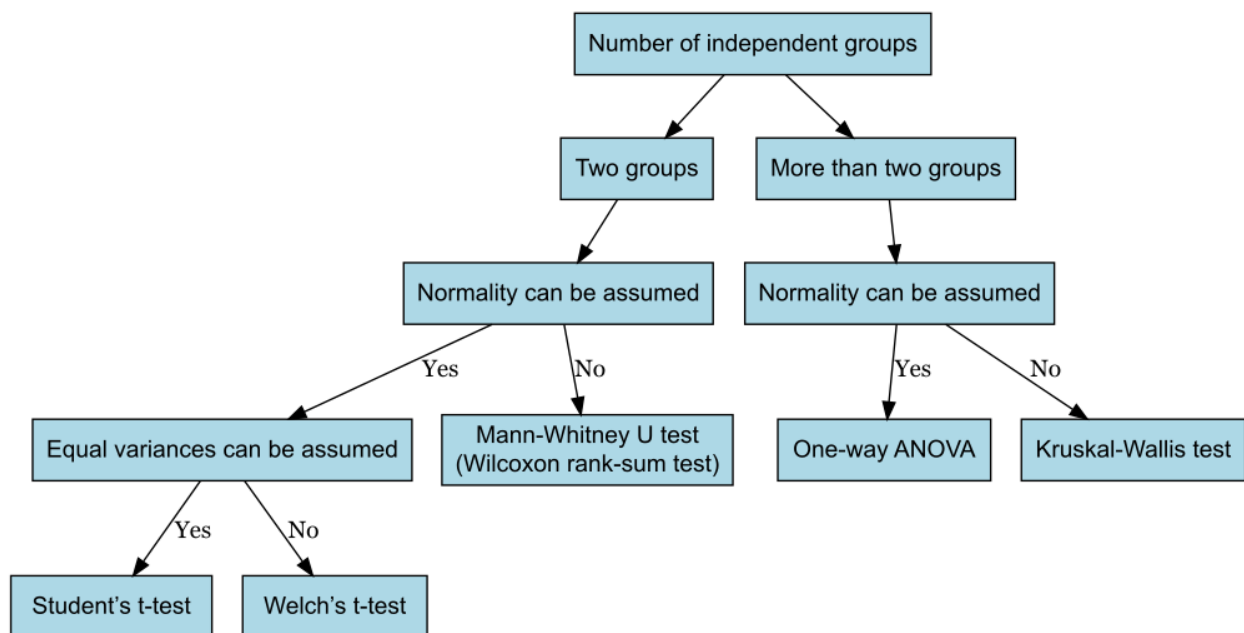 Number of independent groups
Two groups
More than two groups
Normality can be assumed
Normality can be assumed
Yes
No
Yes
No
Equal variances can be assumed
Mann-Whitney U test
(Wilcoxon rank-sum test)
One-way ANOVA
Kruskal-Wallis test
Yes
No
Student’s t-test
Welch’s t-test